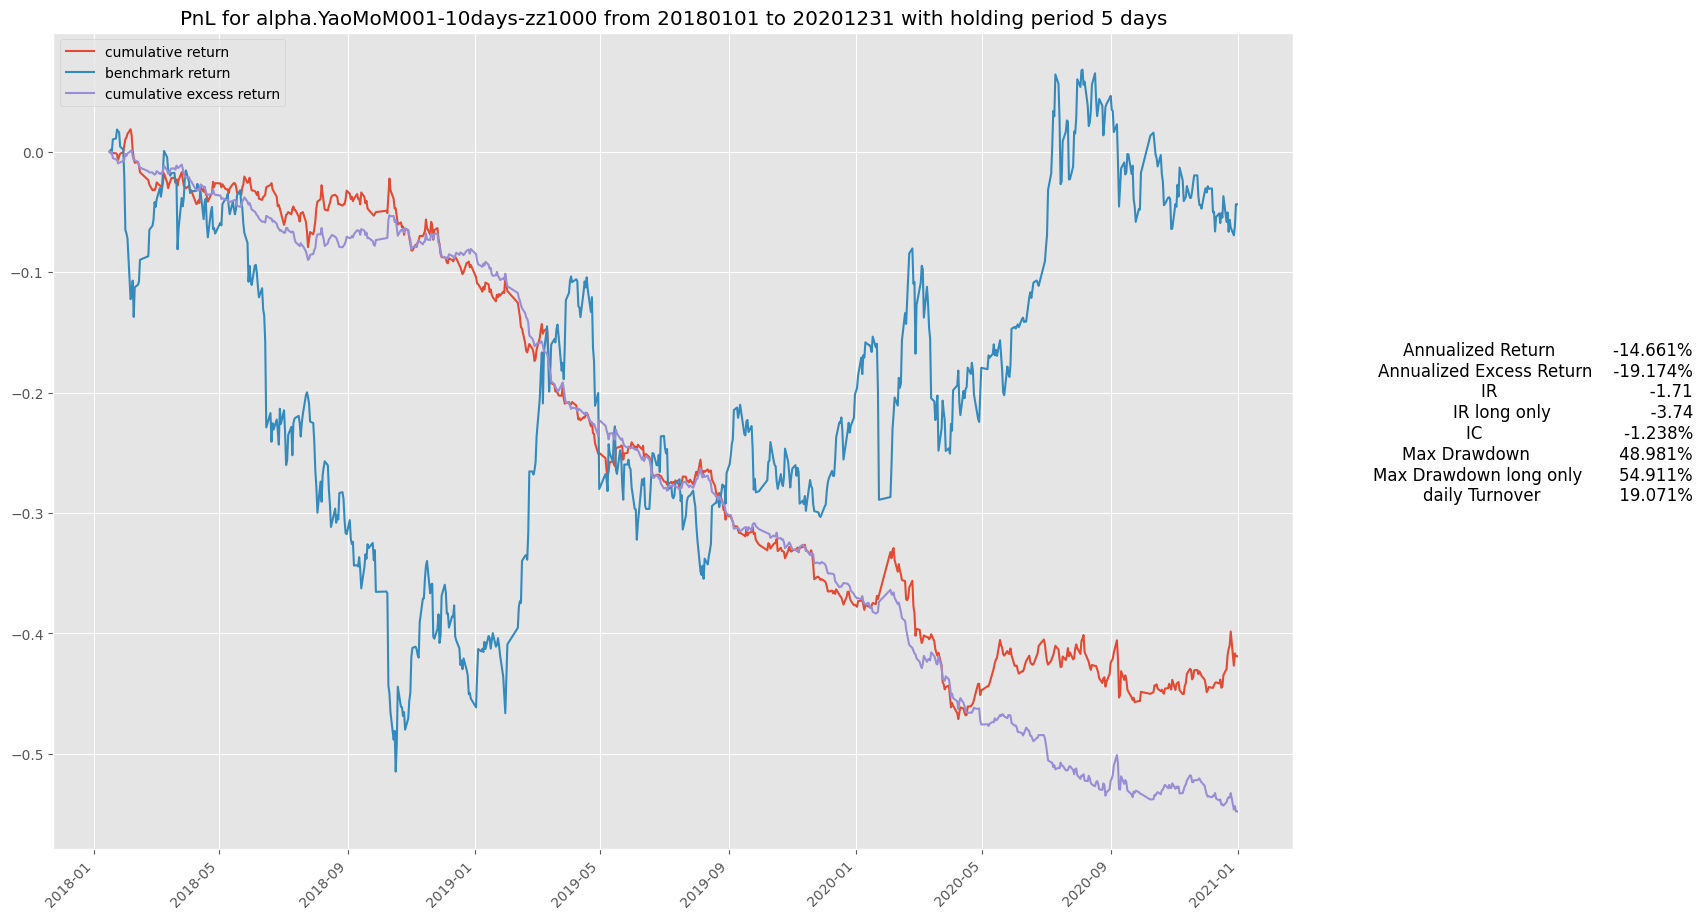 PnL for alpha.YaoMoM001-10days-zz1000 from 20180101 to 20201231 with holding period 5 days
cumulative return
benchmark return
cumulative excess return
0.0
−0.1
−0.2
−0.3
−0.4
−0.5
2018-01
2018-05
2018-09
2019-01
2019-05
2019-09
2020-01
2020-05
2020-09
2021-01
Annualized Return -14.661%
Annualized Excess Return -19.174%
IR -1.71
IR long only -3.74
IC -1.238%
Max Drawdown 48.981%
Max Drawdown long only 54.911%
daily Turnover 19.071%